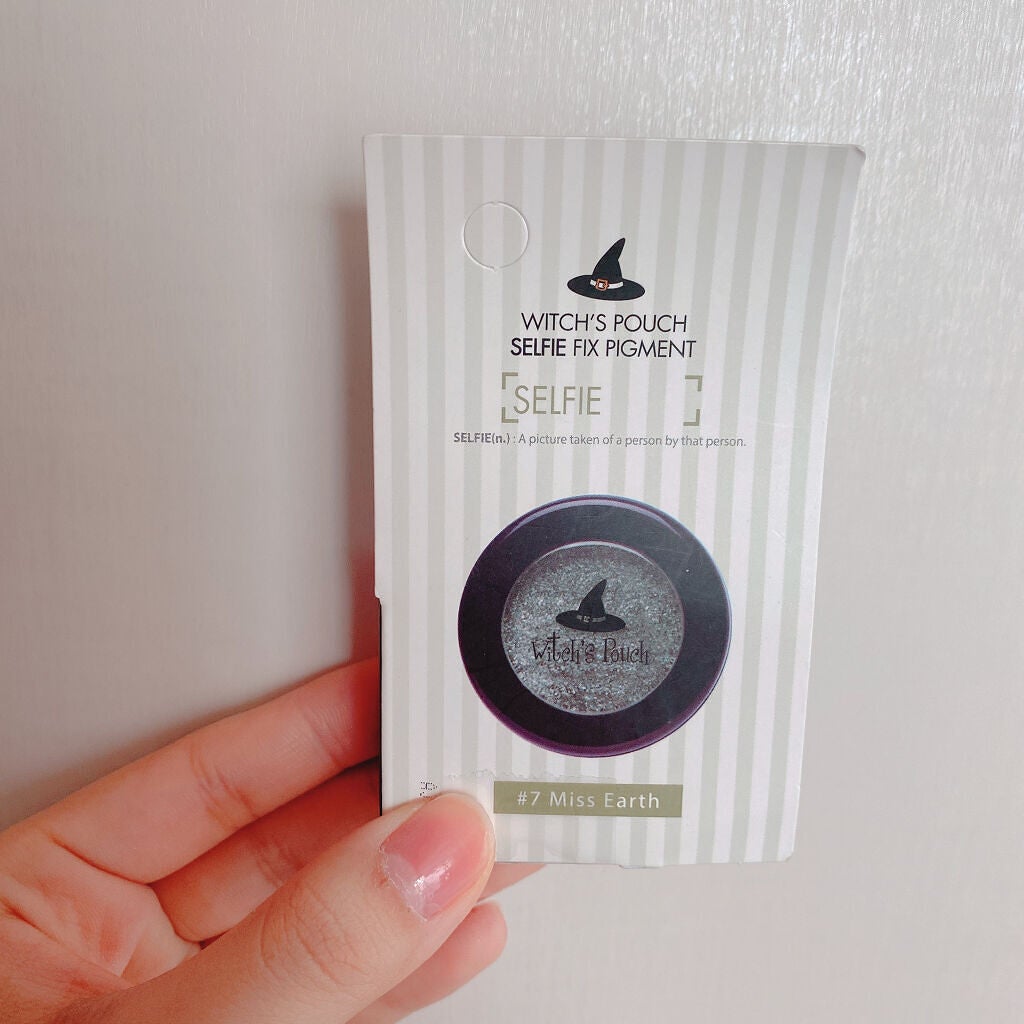 WITCH'S POUCH
SELFIE FIX PIGMENT
SELFIE
SELFIE(n.) : A picture taken of a person by that person.
Witch's Pouch
#7 Miss Earth